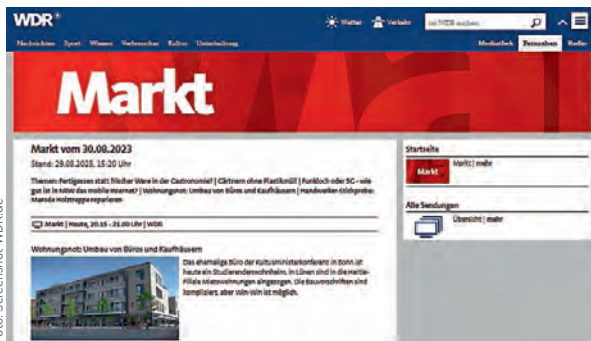 WDR®
Wetter Verkehr im WDR suchen
Nachrichten Sport Wissen Verbraucher Kultur Unterhaltung
Mediathek Fernsehen Radio
Markt
Markt vom 30.08.2023
Stand: 29.08.2023, 15:20 Uhr
Themen: Fertigessen statt frischer Ware in der Gastronomie? | Gärtnern ohne Plastikmüll | Funkloch oder 5G - wie
gut ist in NRW das mobile Internet? | Wohnungsnot: Umbau von Büros und Kaufhäusern | Handwerker-Stichprobe:
Marode Holztreppe reparieren
Markt | Heute, 20.15 - 21.00 Uhr | WDR
Wohnungsnot: Umbau von Büros und Kaufhäusern
Das ehemalige Büro der Kultusministerkonferenz in Bonn ist
heute ein Studierendenwohnheim, in Lünen sind in die Hertie-
Filiale Mietwohnungen eingezogen. Die Bauvorschriften sind
kompliziert, aber Win-Win ist möglich.
Startseite
Markt
Markt | mehr
Alle Sendungen
Übersicht | mehr
Screenshot WDR.de